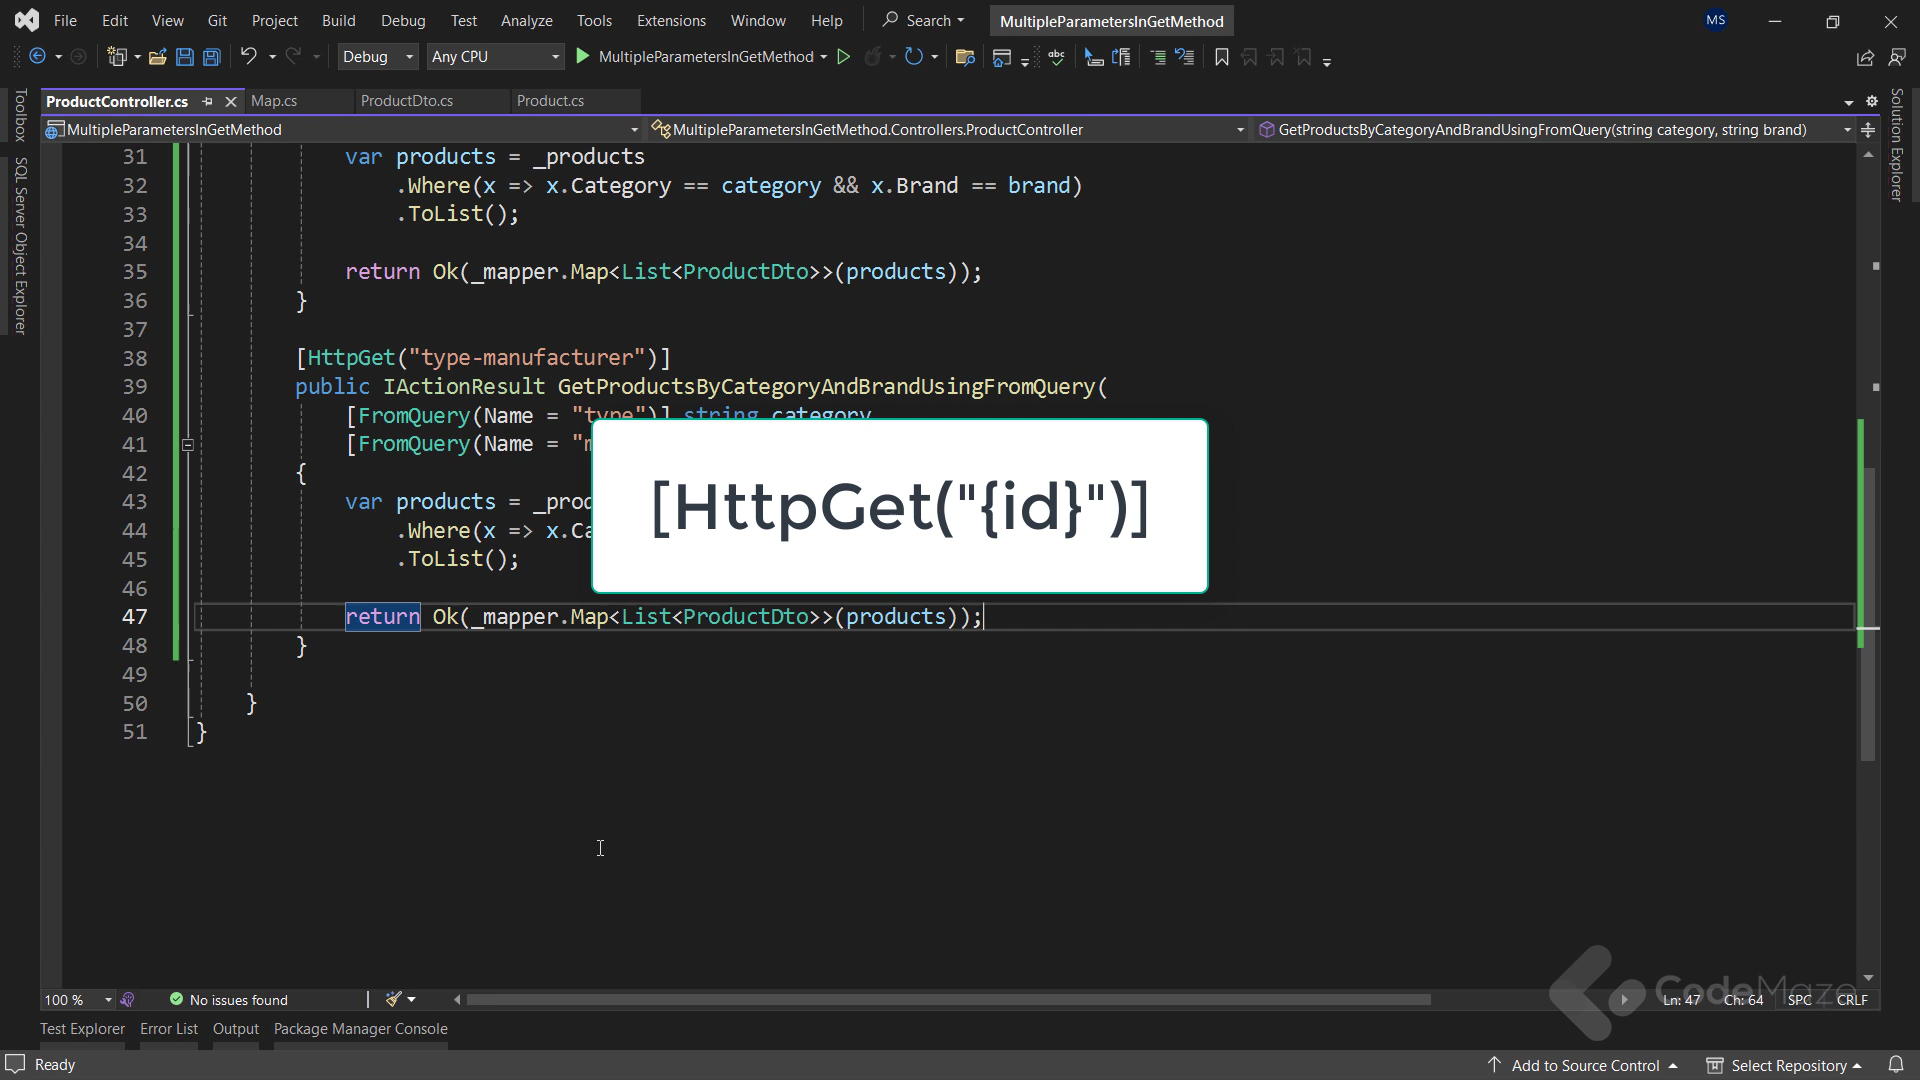 File Edit View Git Project Build Debug Test Analyze Tools Extensions Window Help Search MultipleParametersInGetMethod MS
Debug Any CPU MultipleParametersInGetMethod
ProductController.cs Map.cs ProductDto.cs Product.cs
MultipleParametersInGetMethod MultipleParametersInGetMethod.Controllers.ProductController GetProductsByCategoryAndBrandUsingFromQuery(string category, string brand)
Toolbox
SQL Server Object Explorer
Solution Explorer
31 var products = _products
32 .Where(x => x.Category == category && x.Brand == brand)
33 .ToList();
34
35 return Ok(_mapper.Map<List<ProductDto>>(products));
36 }
37
38 [HttpGet("type-manufacturer")]
39 public IActionResult GetProductsByCategoryAndBrandUsingFromQuery(
40 [FromQuery(Name = "type")] string category
41 [FromQuery(Name = "m
42 {
43 var products = _prod
44 .Where(x => x.Ca
45 .ToList();
46
47 return Ok(_mapper.Map<List<ProductDto>>(products));
48 }
49
50 }
51 }
[HttpGet("{id}")]
100 % No issues found Ln: 47 Ch: 64 SPC CRLF
CodeMaze
Test Explorer Error List Output Package Manager Console
Ready Add to Source Control Select Repository